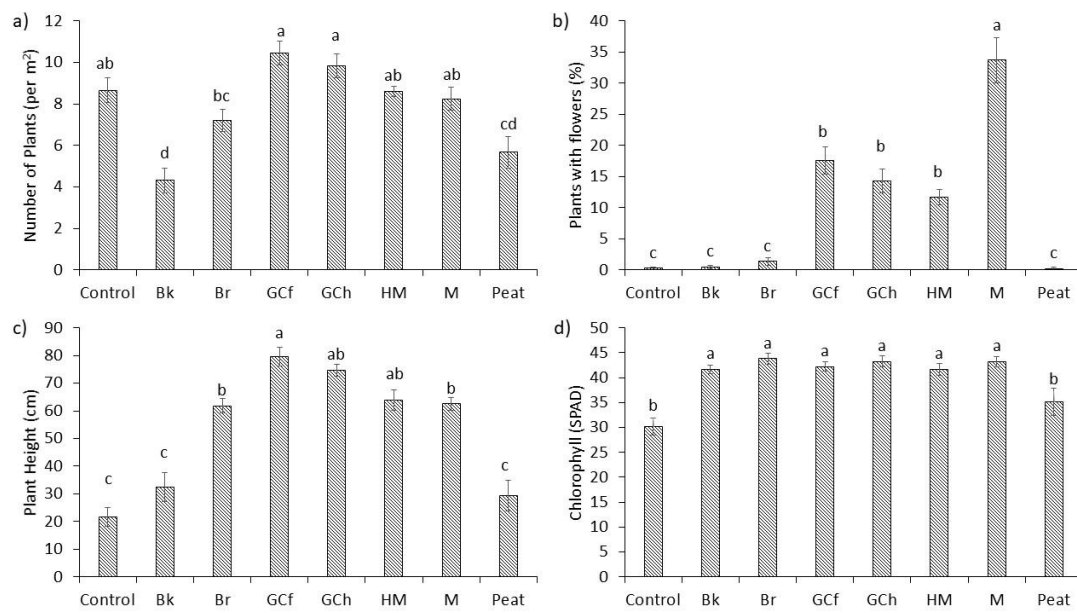 a)
Number of Plants (per m²)
12
10
8
6
4
2
0
ab
d
bc
a
a
ab
ab
cd
Control Bk Br GCf GCh HM M Peat
b)
Plants with flowers (%)
40
35
30
25
20
15
10
5
0
c
c
c
b
b
b
a
c
Control Bk Br GCf GCh HM M Peat
c)
Plant Height (cm)
90
80
70
60
50
40
30
20
10
0
c
c
b
a
ab
ab
b
c
Control Bk Br GCf GCh HM M Peat
d)
Chlorophyll (SPAD)
50
45
40
35
30
25
20
15
10
5
0
b
a
a
a
a
a
a
b
Control Bk Br GCf GCh HM M Peat